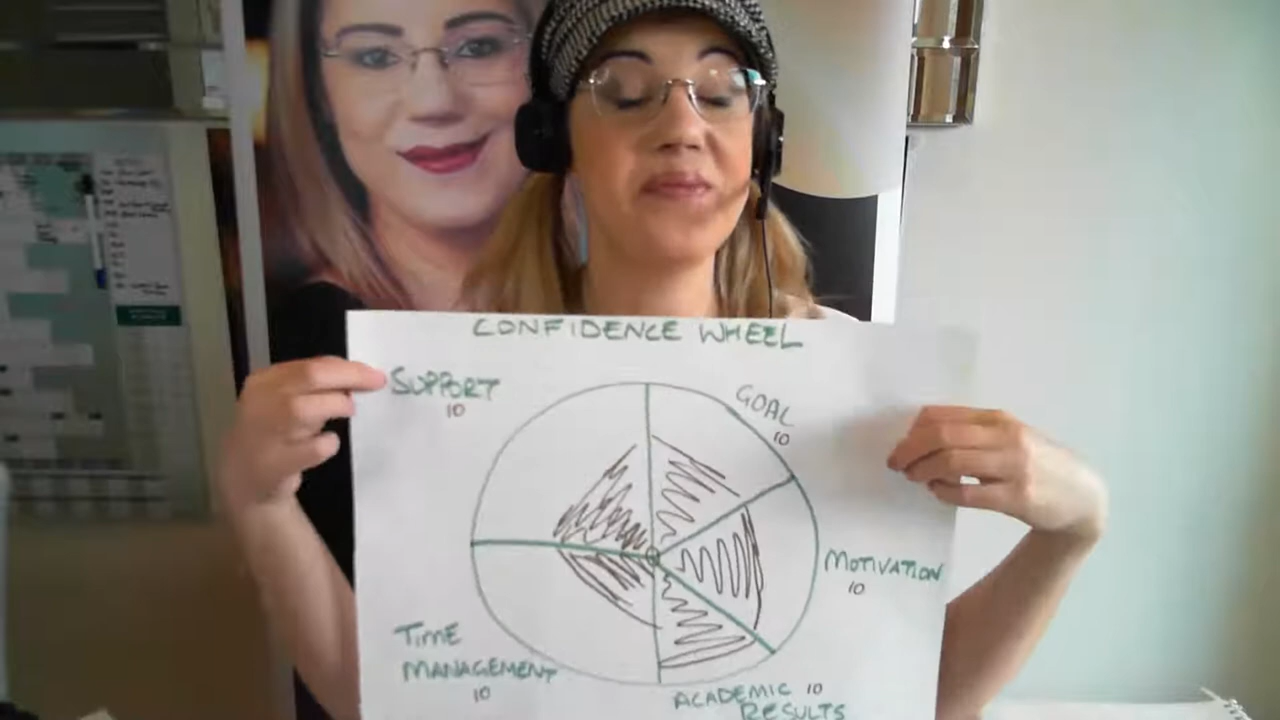 CONFIDENCE WHEEL
SUPPORT
10
GOAL
10
MOTIVATION
10
TIME
MANAGEMENT
10
ACADEMIC 10
RESULTS